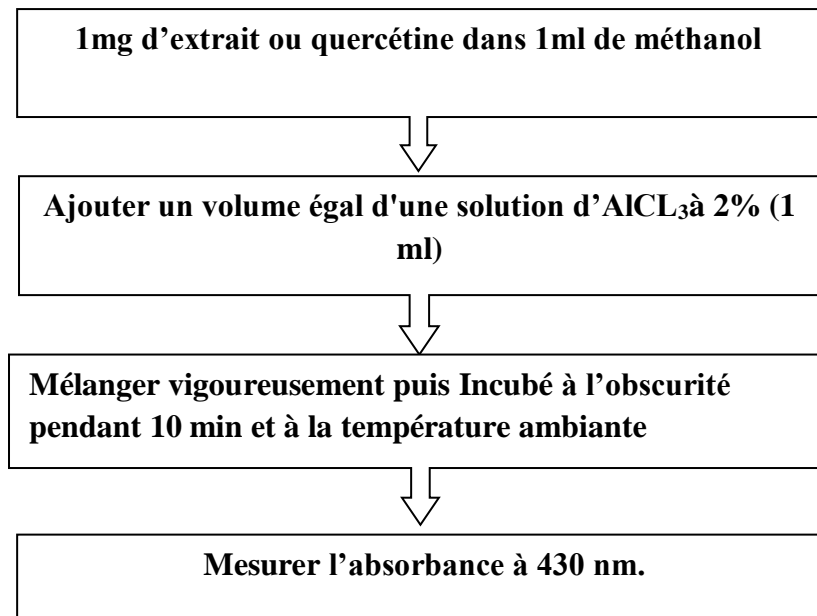 1mg d’extrait ou quercétine dans 1ml de méthanol
Ajouter un volume égal d'une solution d’AlCL₃à 2% (1
ml)
Mélanger vigoureusement puis Incubé à l’obscurité
pendant 10 min et à la température ambiante
Mesurer l’absorbance à 430 nm.